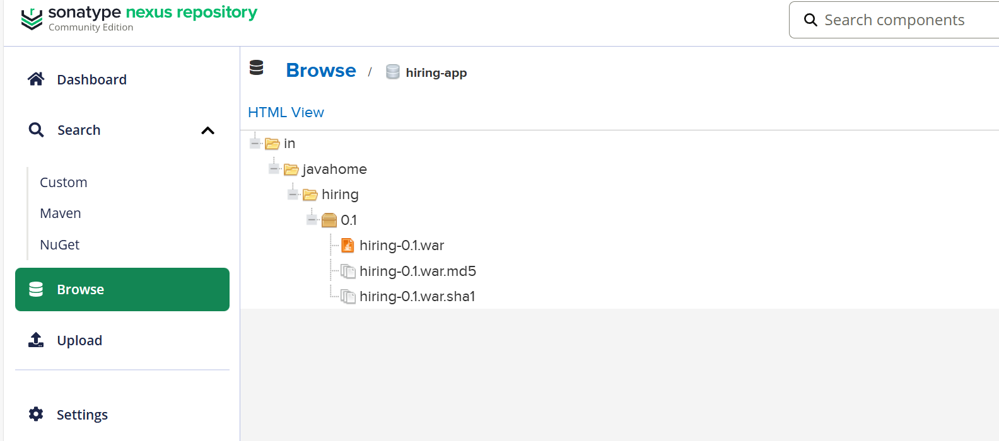 sonatype nexus repository
Community Edition
Search components
Dashboard
Search
Custom
Maven
NuGet
Browse
Upload
Settings
Browse / hiring-app
HTML View
in
javahome
hiring
0.1
hiring-0.1.war
hiring-0.1.war.md5
hiring-0.1.war.sha1